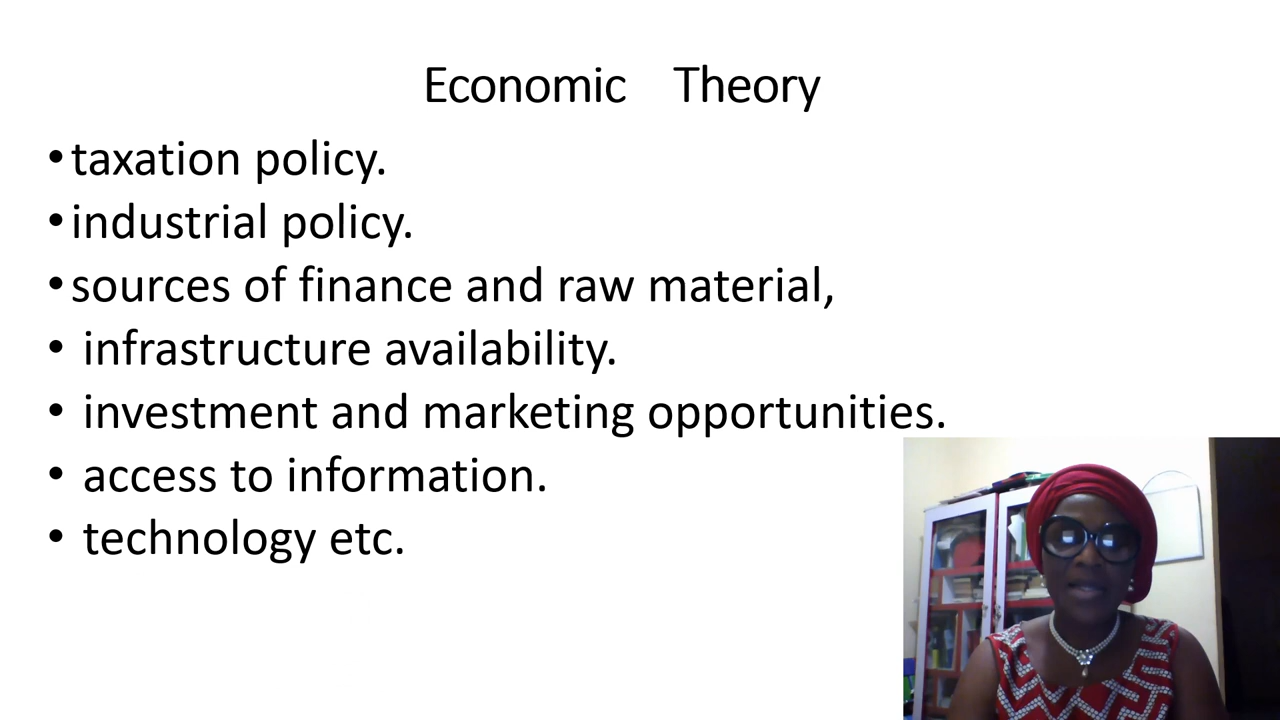 Economic Theory
•taxation policy.
•industrial policy.
•sources of finance and raw material,
• infrastructure availability.
• investment and marketing opportunities.
• access to information.
• technology etc.